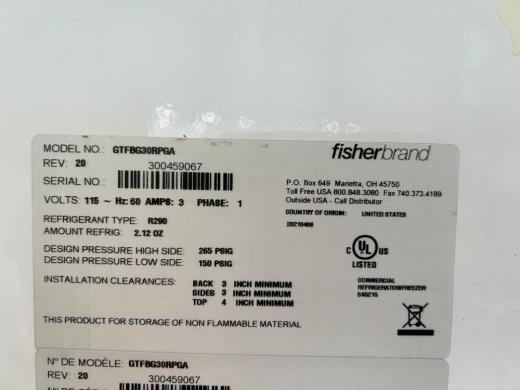 MODEL NO.: GTFBG30RPGA
REV: 20
300459067
SERIAL NO.:
VOLTS: 115 ~ Hz: 60 AMPS: 3 PHASE: 1
REFRIGERANT TYPE: R290
AMOUNT REFRIG: 2.12 OZ
DESIGN PRESSURE HIGH SIDE: 265 PSIG
DESIGN PRESSURE LOW SIDE: 150 PSIG
INSTALLATION CLEARANCES: BACK 3 INCH MINIMUM
SIDES 3 INCH MINIMUM
TOP 4 INCH MINIMUM
THIS PRODUCT FOR STORAGE OF NON FLAMMABLE MATERIAL
fisherbrand
P.O. Box 649 Marietta, OH 45750
Toll Free USA 800.848.3080 Fax 740.373.4189
Outside USA - Call Distributor
COUNTRY OF ORIGIN: UNITED STATES
20210408
C UL US
LISTED
COMMERCIAL
REFRIGERATOR/FREEZER
SA5215
N° DE MODÈLE: GTFBG30RPGA
REV: 20
300459067